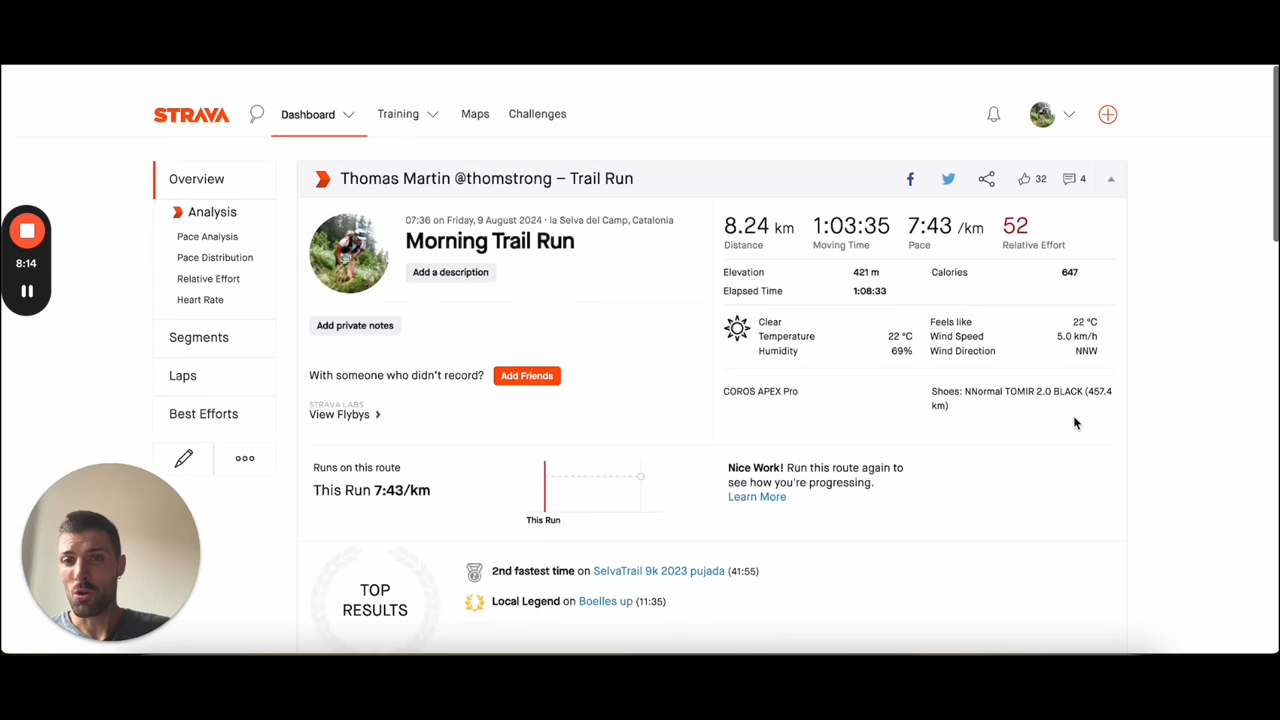 STRAVA
Dashboard
Training
Maps
Challenges
Overview
Analysis
Pace Analysis
Pace Distribution
Relative Effort
Heart Rate
Segments
Laps
Best Efforts
8:14
Thomas Martin @thomstrong – Trail Run
32
4
07:36 on Friday, 9 August 2024 · la Selva del Camp, Catalonia
Morning Trail Run
Add a description
Add private notes
With someone who didn't record? Add Friends
STRAVA LABS
View Flybys
8.24 km 1:03:35 7:43 /km 52
Distance Moving Time Pace Relative Effort
Elevation 421 m Calories 647
Elapsed Time 1:08:33
Clear Feels like 22 °C
Temperature 22 °C Wind Speed 5.0 km/h
Humidity 69% Wind Direction NNW
COROS APEX Pro
Shoes: NNormal TOMIR 2.0 BLACK (457.4
km)
Runs on this route
This Run 7:43/km
This Run
Nice Work! Run this route again to
see how you're progressing.
Learn More
TOP
RESULTS
2nd fastest time on SelvaTrail 9k 2023 pujada (41:55)
Local Legend on Boelles up (11:35)